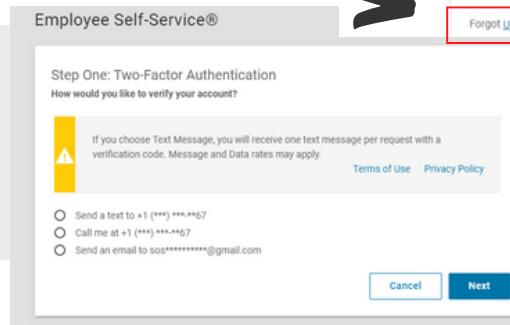 Employee Self-Service®
Forgot
Step One: Two-Factor Authentication
How would you like to verify your account?
If you choose Text Message, you will receive one text message per request with a
verification code. Message and Data rates may apply.
Terms of Use Privacy Policy
Send a text to +1 (***) ***-**67
Call me at +1 (***) ***-**67
Send an email to sos**********@gmail.com
Cancel Next